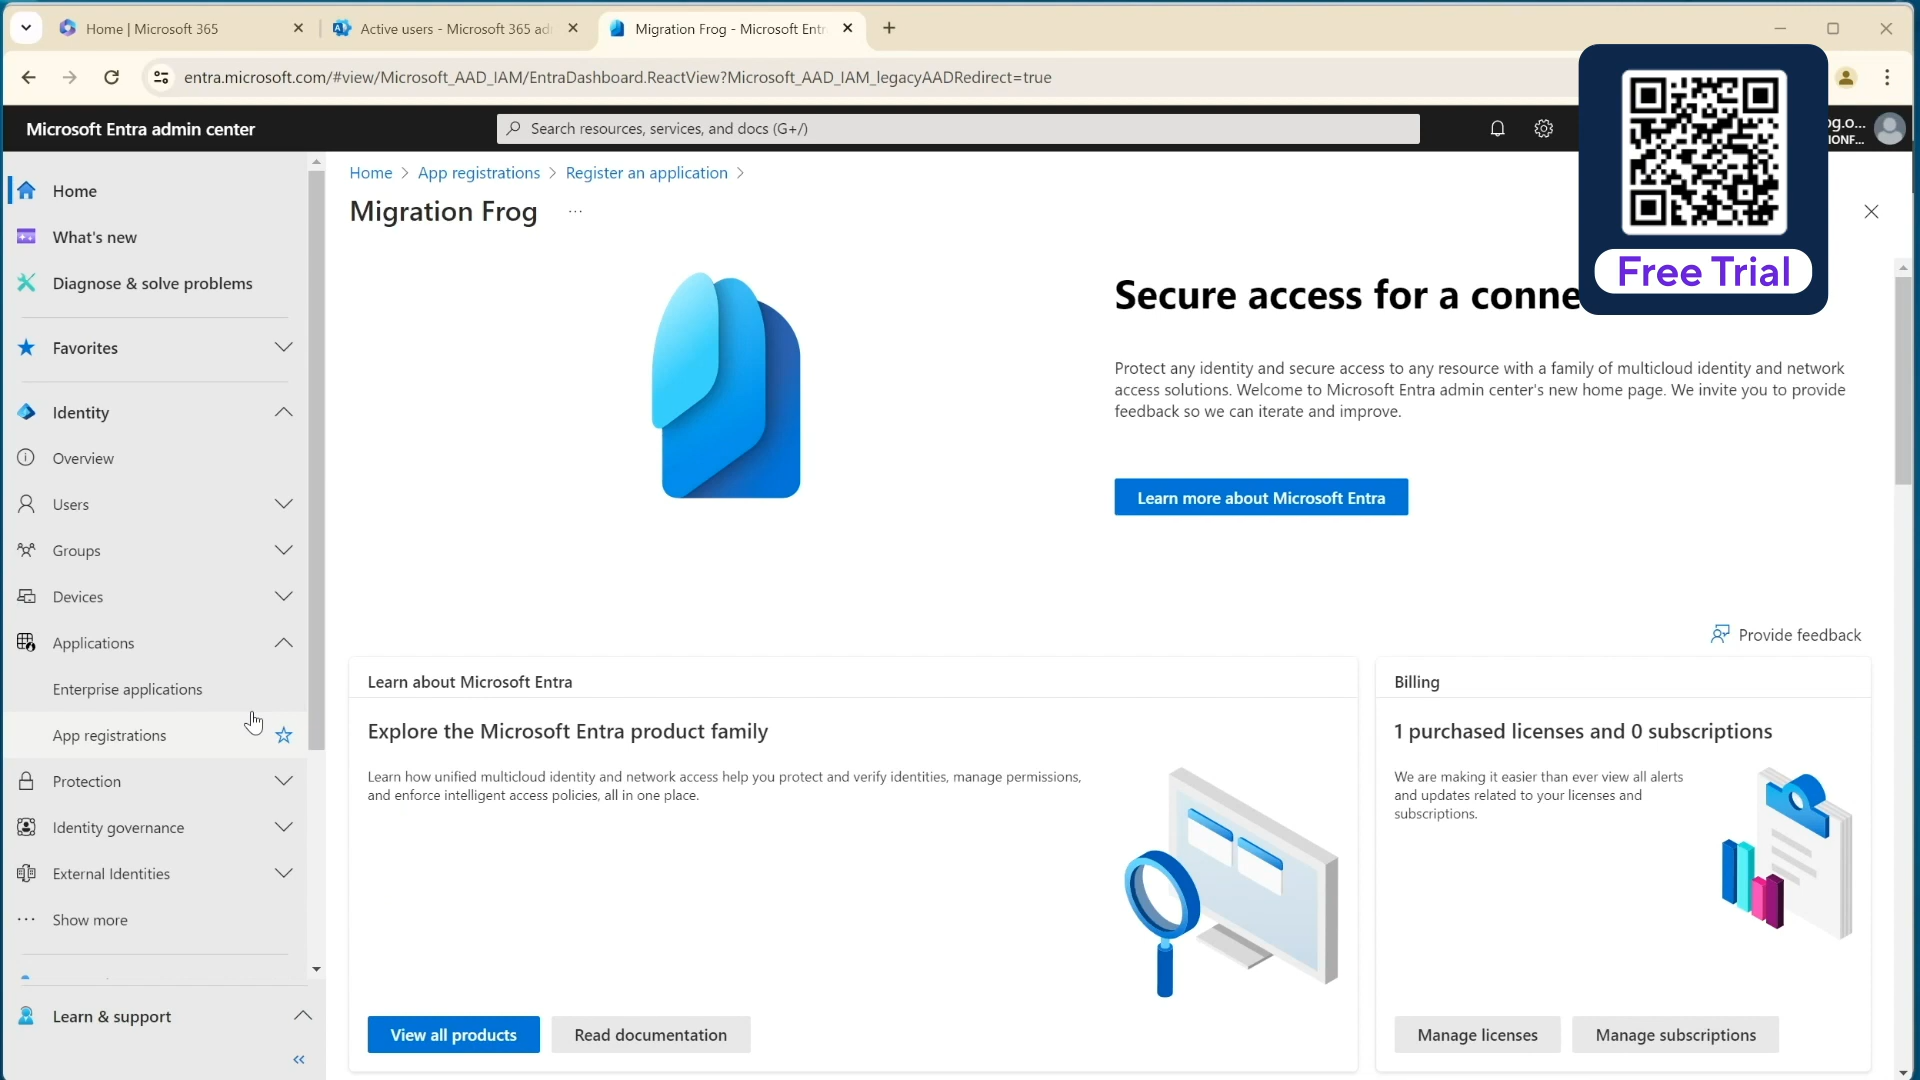 Home | Microsoft 365
Active users - Microsoft 365 ad
Migration Frog - Microsoft Entr
entra.microsoft.com/#view/Microsoft_AAD_IAM/EntraDashboard.ReactView?Microsoft_AAD_IAM_legacyAADRedirect=true
Microsoft Entra admin center
Search resources, services, and docs (G+/)
og.o...
IONF...
Free Trial
Home
What's new
Diagnose & solve problems
Favorites
Identity
Overview
Users
Groups
Devices
Applications
Enterprise applications
App registrations
Protection
Identity governance
External Identities
Show more
Learn & support
Home > App registrations > Register an application >
Migration Frog
Secure access for a conne
Protect any identity and secure access to any resource with a family of multicloud identity and network
access solutions. Welcome to Microsoft Entra admin center's new home page. We invite you to provide
feedback so we can iterate and improve.
Learn more about Microsoft Entra
Provide feedback
Learn about Microsoft Entra
Explore the Microsoft Entra product family
Learn how unified multicloud identity and network access help you protect and verify identities, manage permissions,
and enforce intelligent access policies, all in one place.
View all products
Read documentation
Billing
1 purchased licenses and 0 subscriptions
We are making it easier than ever view all alerts
and updates related to your licenses and
subscriptions.
Manage licenses
Manage subscriptions